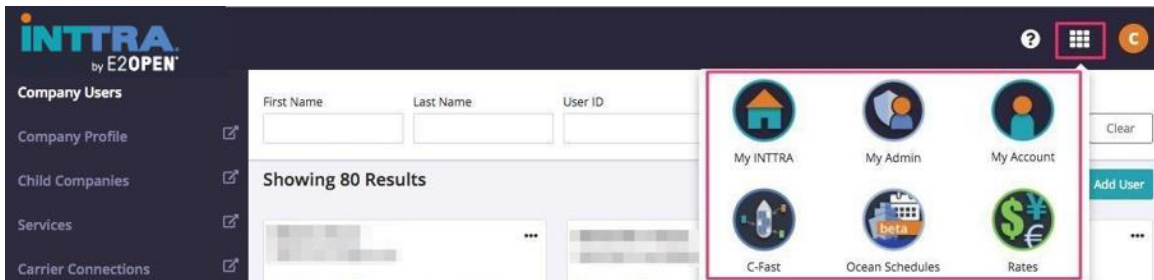 INTTRA.
by E2OPEN
? C
Company Users
Company Profile
Child Companies
Services
Carrier Connections
First Name Last Name User ID
Clear
Showing 80 Results
Add User
My INTTRA My Admin My Account
beta
C-Fast Ocean Schedules Rates